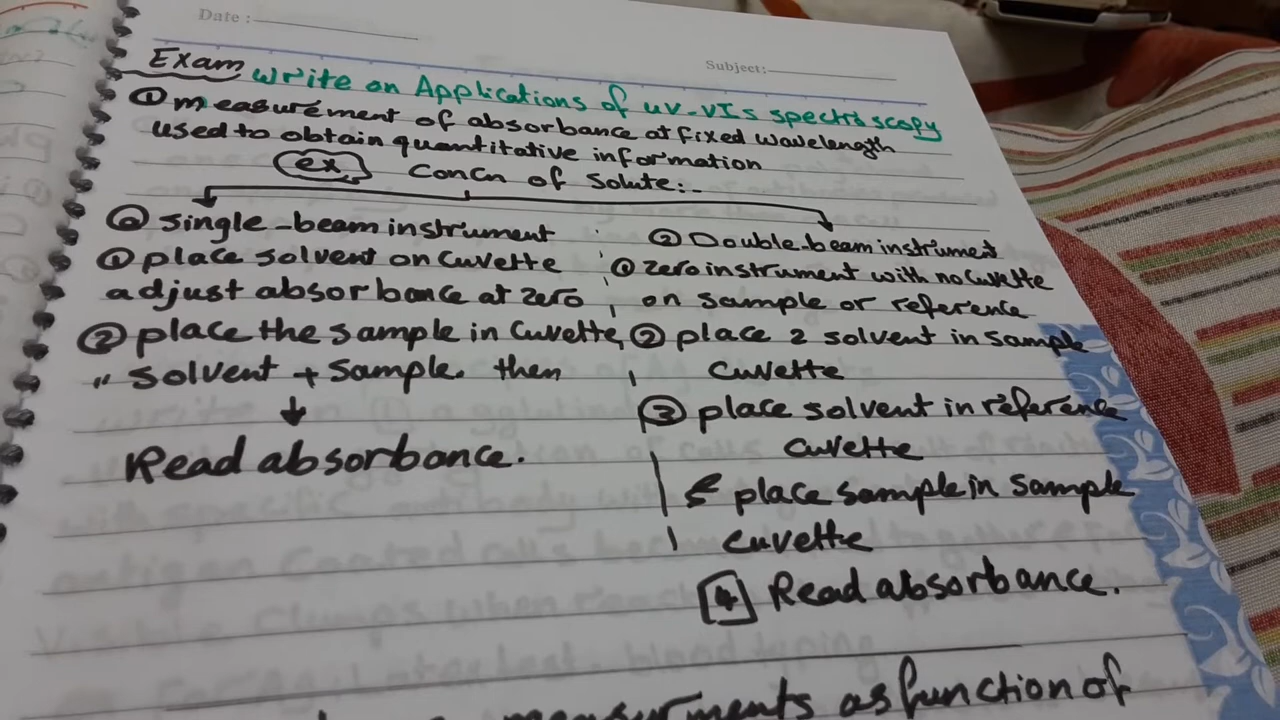 Date :
Subject:
Exam write on Applications of uv-VIs spectroscopy
① measurement of absorbance at fixed wavelength
used to obtain quantitative information
ex Concn of Solute:-
@ single-beam instrument
① place solvent on Cuvette
adjust absorbance at zero
② place the sample in Cuvette,
" solvent + sample. then
↓
Read absorbance.
② Double-beam instrument
① zero instrument with no Cuvette
on sample or reference
② place 2 solvent in sample
Cuvette
③ place solvent in reference
Cuvette
place sample in sample
Cuvette
4 Read absorbance.
measurments as function of